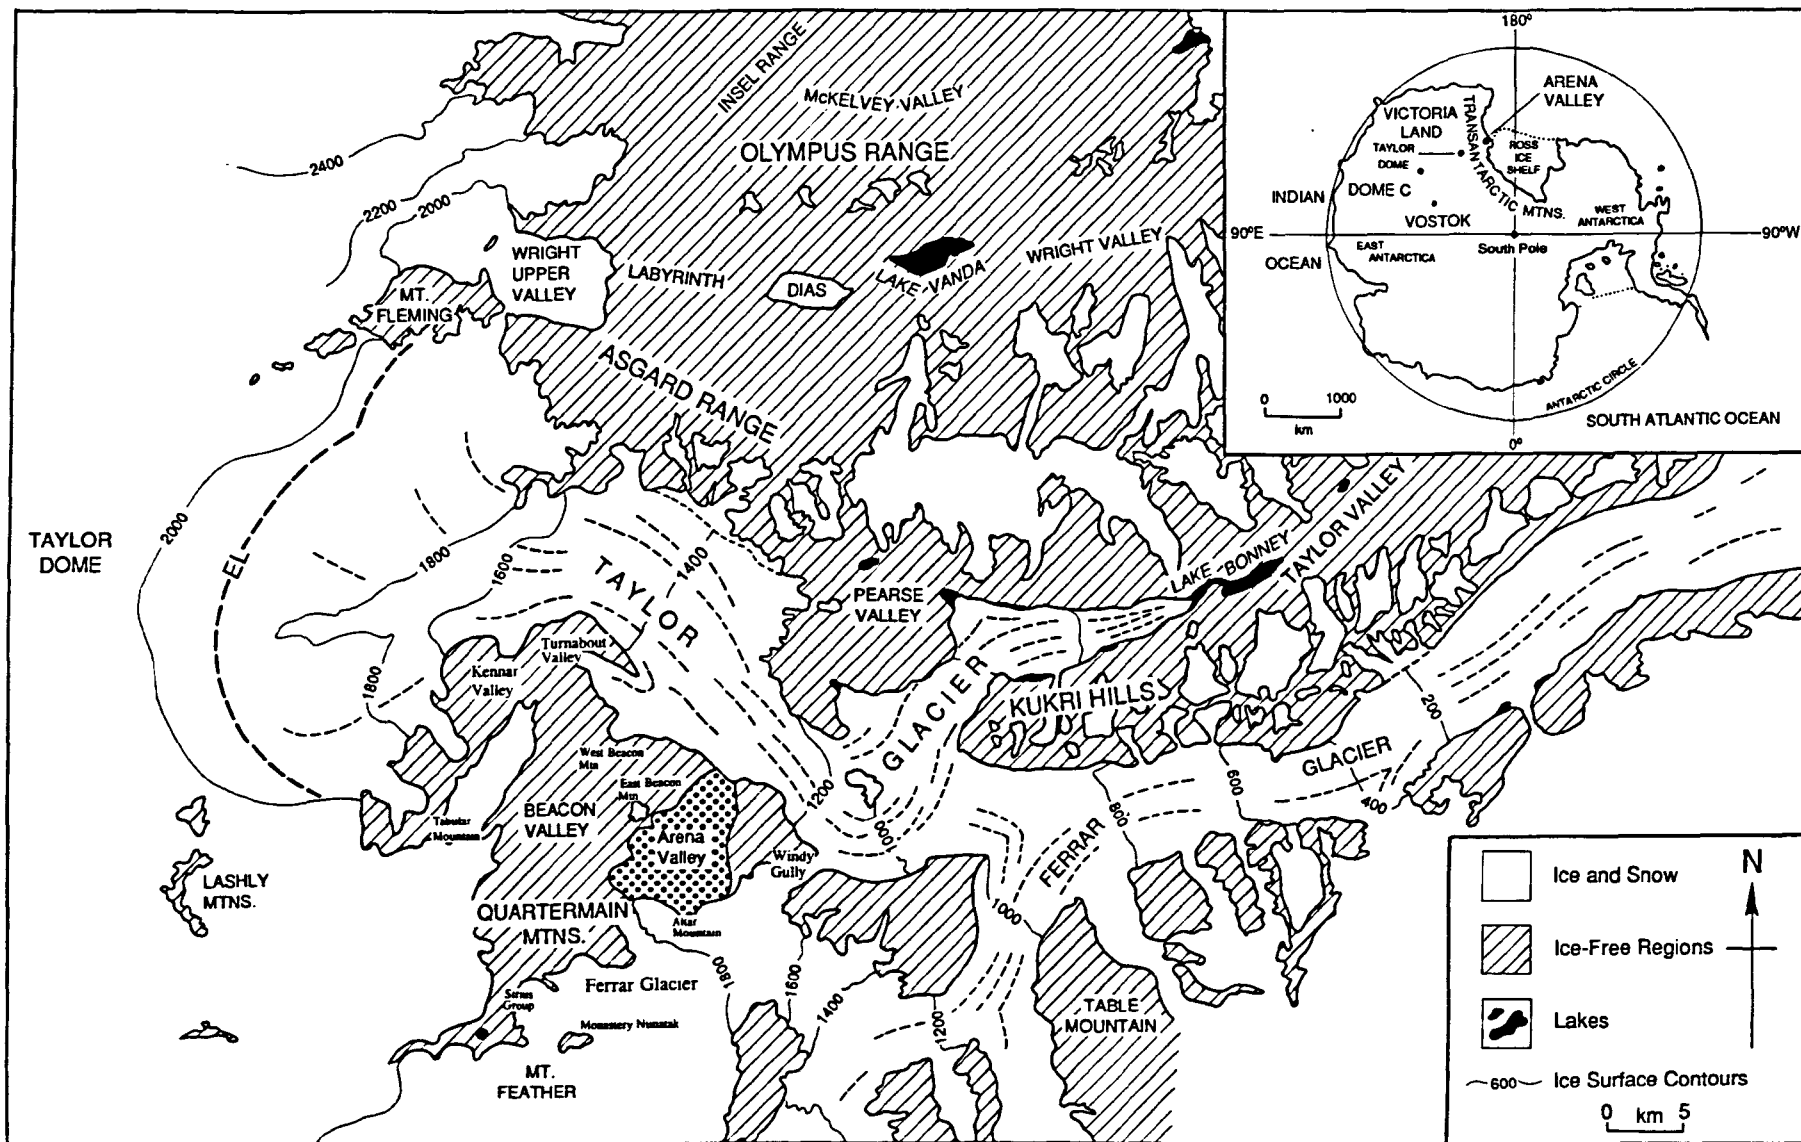 INSEL RANGE
McKELVEY VALLEY
OLYMPUS RANGE
2400
2200
2000
WRIGHT
UPPER
VALLEY
LABYRINTH
DIAS
LAKE VANDA
WRIGHT VALLEY
MT.
FLEMING
ASGARD RANGE
TAYLOR
DOME
2000
EL
1800
1600
1400
TAYLOR
GLACIER
PEARSE
VALLEY
LAKE BONNEY
TAYLOR VALLEY
Turnabout
Valley
Kennar
Valley
1800
KUKRI HILLS
200
GLACIER
West Beacon
Mtn
East Beacon
Mtn
1200
600
400
800
BEACON
VALLEY
Tabular
Mountain
Arena
Valley
000
Windy
Gully
FERRAR
LASHLY
MTNS.
QUARTERMAIN
MTNS.
Altar
Mountain
1000
1800
1600
1400
1200
Ferrar Glacier
Sirius
Group
Monastery Nunatak
TABLE
MOUNTAIN
MT.
FEATHER
180º
ARENA
VALLEY
VICTORIA
LAND
TRANSANTARCTIC MTNS.
TAYLOR
DOME
ROSS
ICE
SHELF
INDIAN
OCEAN
DOME C
VOSTOK
WEST
ANTARCTICA
90ºE
90ºW
EAST
ANTARCTICA
South Pole
0 1000
km
ANTARCTIC CIRCLE
0º
SOUTH ATLANTIC OCEAN
Ice and Snow
N
Ice-Free Regions
Lakes
600 Ice Surface Contours
0 km 5